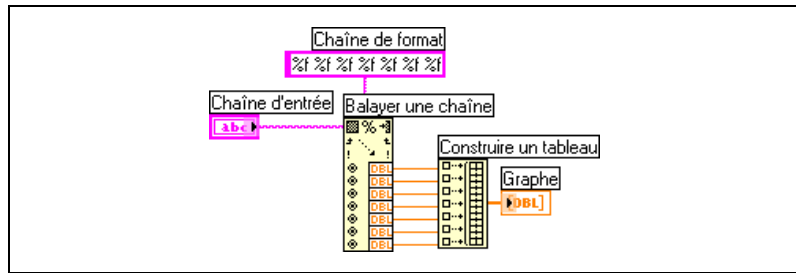 Chaîne de format
%f %f %f %f %f %f %f
Chaîne d'entrée
abc
Balayer une chaîne
%
DBL
DBL
DBL
DBL
DBL
DBL
DBL
Construire un tableau
Graphe
DBL]